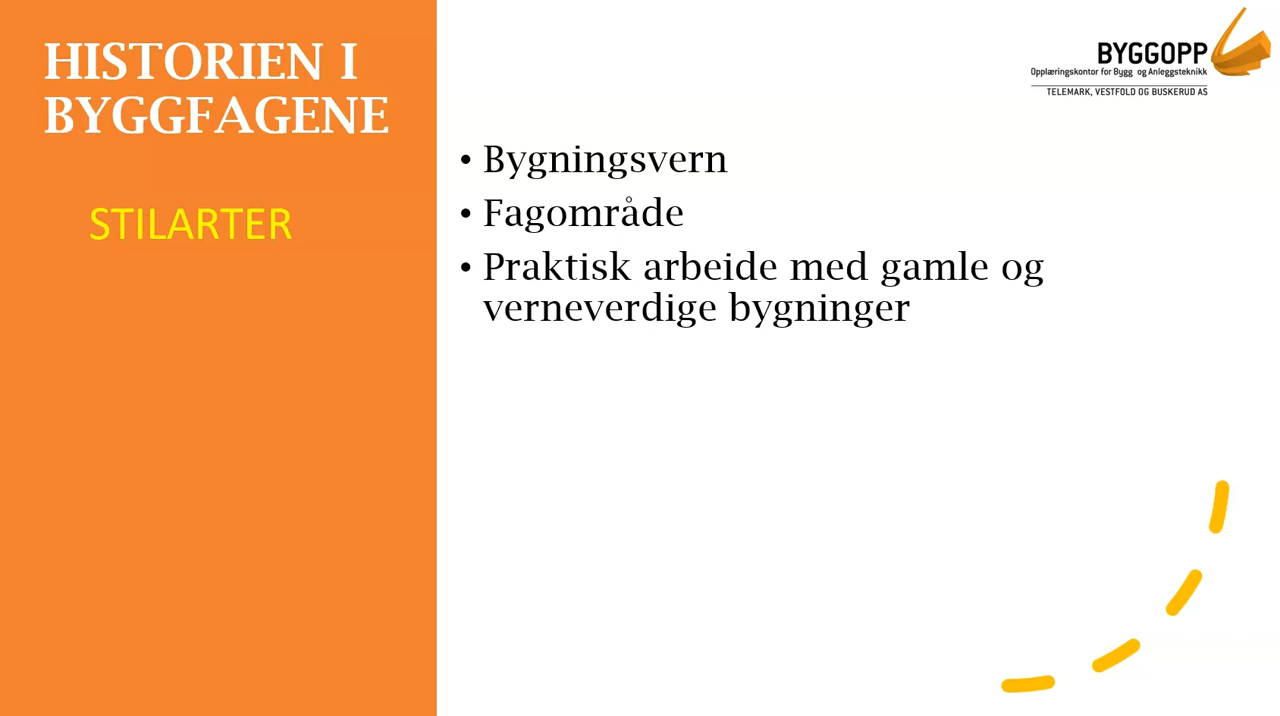 HISTORIEN I
BYGGFAGENE
STILARTER
BYGGOPP
Opplæringskontor for Bygg og Anleggsteknikk
TELEMARK, VESTFOLD OG BUSKERUD AS
• Bygningsvern
• Fagområde
• Praktisk arbeide med gamle og
verneverdige bygninger